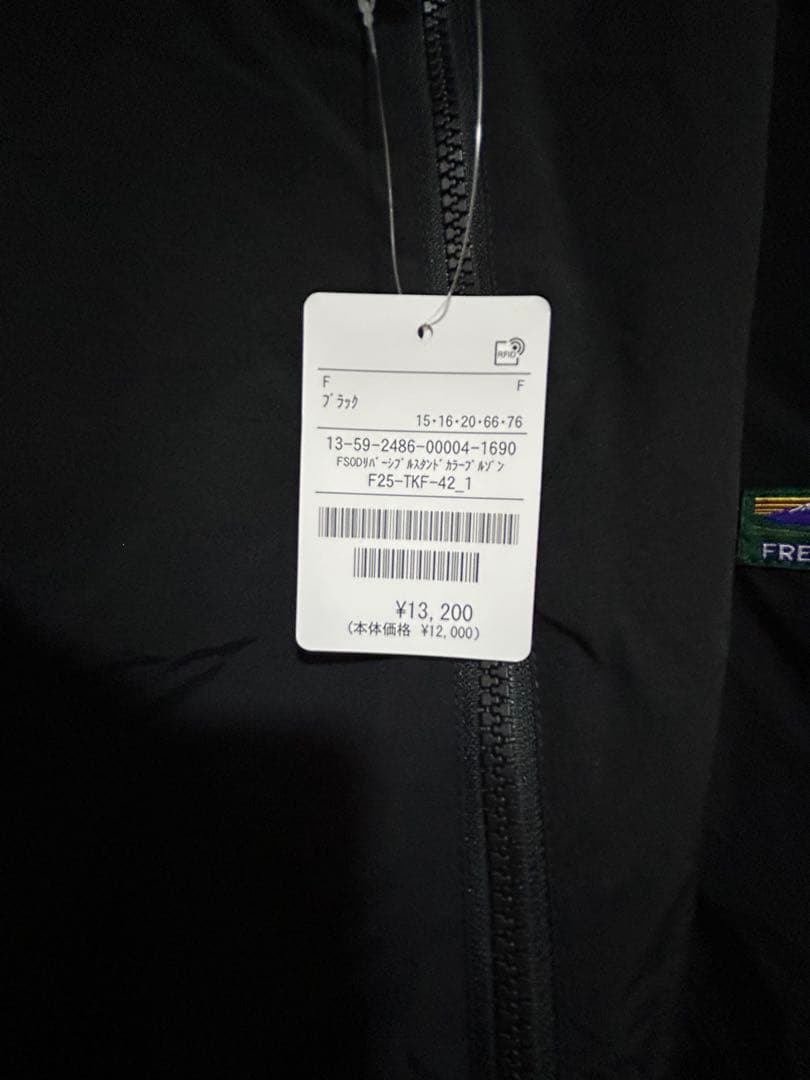 RFID
F F
ﾌﾞﾗｯｸ
15・16・20・66・76
13-59-2486-00004-1690
FSODﾘﾊﾞｰｼﾌﾞﾙｽﾀﾝﾄﾞｶﾗｰﾌﾞﾙｿﾞﾝ
F25-TKF-42_1
¥13,200
(本体価格 ¥12,000)
FRE